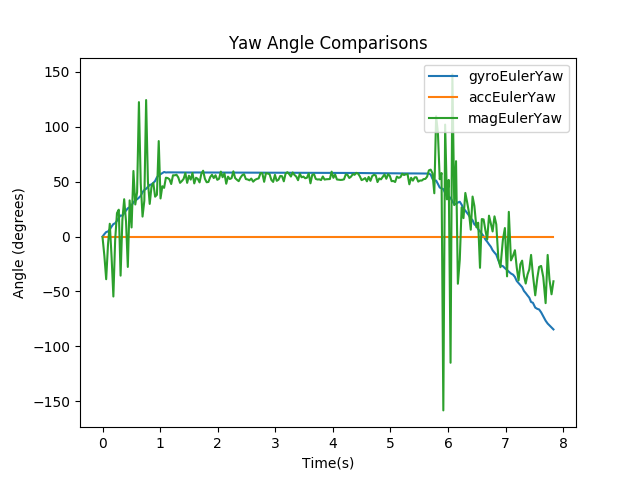 Yaw Angle Comparisons
150
100
50
0
−50
−100
−150
Angle (degrees)
gyroEulerYaw
accEulerYaw
magEulerYaw
0 1 2 3 4 5 6 7 8
Time(s)